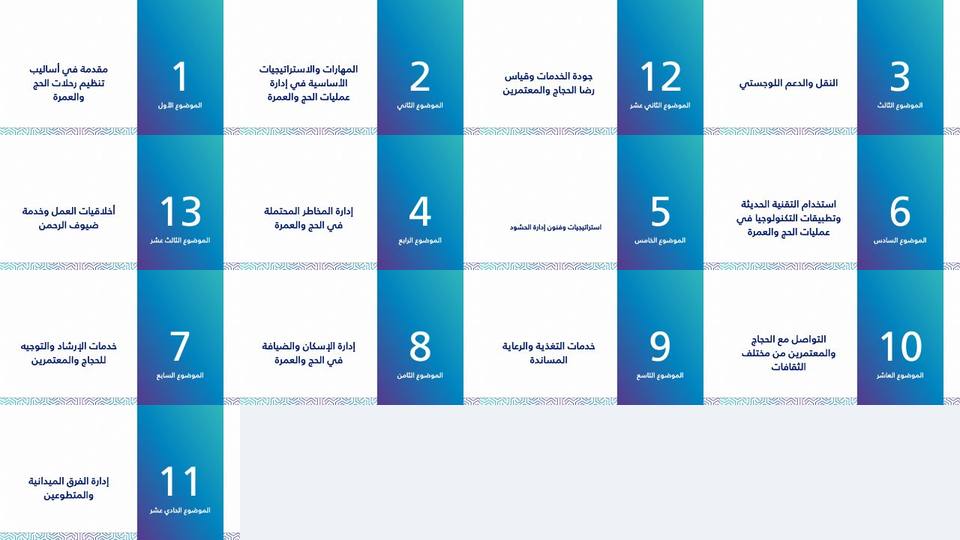 1
الموضوع الأول
مقدمة في أساليب
تنظيم رحلات الحج
والعمرة
2
الموضوع الثاني
المهارات والاستراتيجيات
الأساسية في إدارة
عمليات الحج والعمرة
12
الموضوع الثاني عشر
جودة الخدمات وقياس
رضا الحجاج والمعتمرين
3
الموضوع الثالث
النقل والدعم اللوجستي
13
الموضوع الثالث عشر
أخلاقيات العمل وخدمة
ضيوف الرحمن
4
الموضوع الرابع
إدارة المخاطر المحتملة
في الحج والعمرة
5
الموضوع الخامس
استراتيجيات وفنون إدارة الحشود
6
الموضوع السادس
استخدام التقنية الحديثة
وتطبيقات التكنولوجيا في
عمليات الحج والعمرة
7
الموضوع السابع
خدمات الإرشاد والتوجيه
للحجاج والمعتمرين
8
الموضوع الثامن
إدارة الإسكان والضيافة
في الحج والعمرة
9
الموضوع التاسع
خدمات التغذية والرعاية
المساندة
10
الموضوع العاشر
التواصل مع الحجاج
والمعتمرين من مختلف
الثقافات
11
الموضوع الحادي عشر
إدارة الفرق الميدانية
والمتطوعين